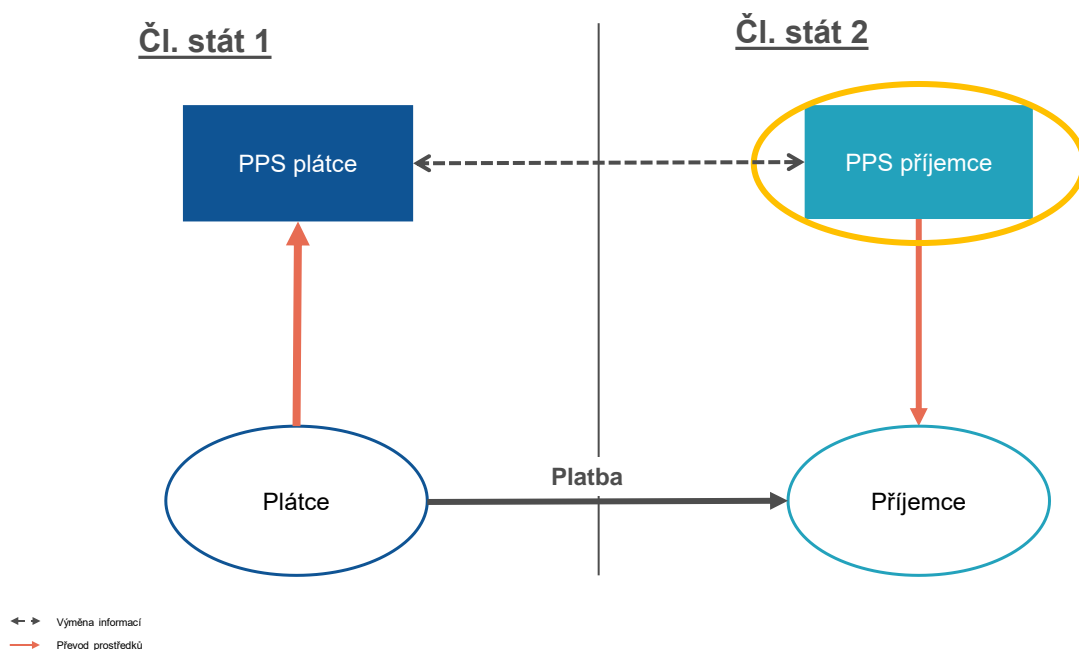 Čl. stát 1
Čl. stát 2
PPS plátce
PPS příjemce
Platba
Plátce
Příjemce
Výměna informací
Převod prostředků